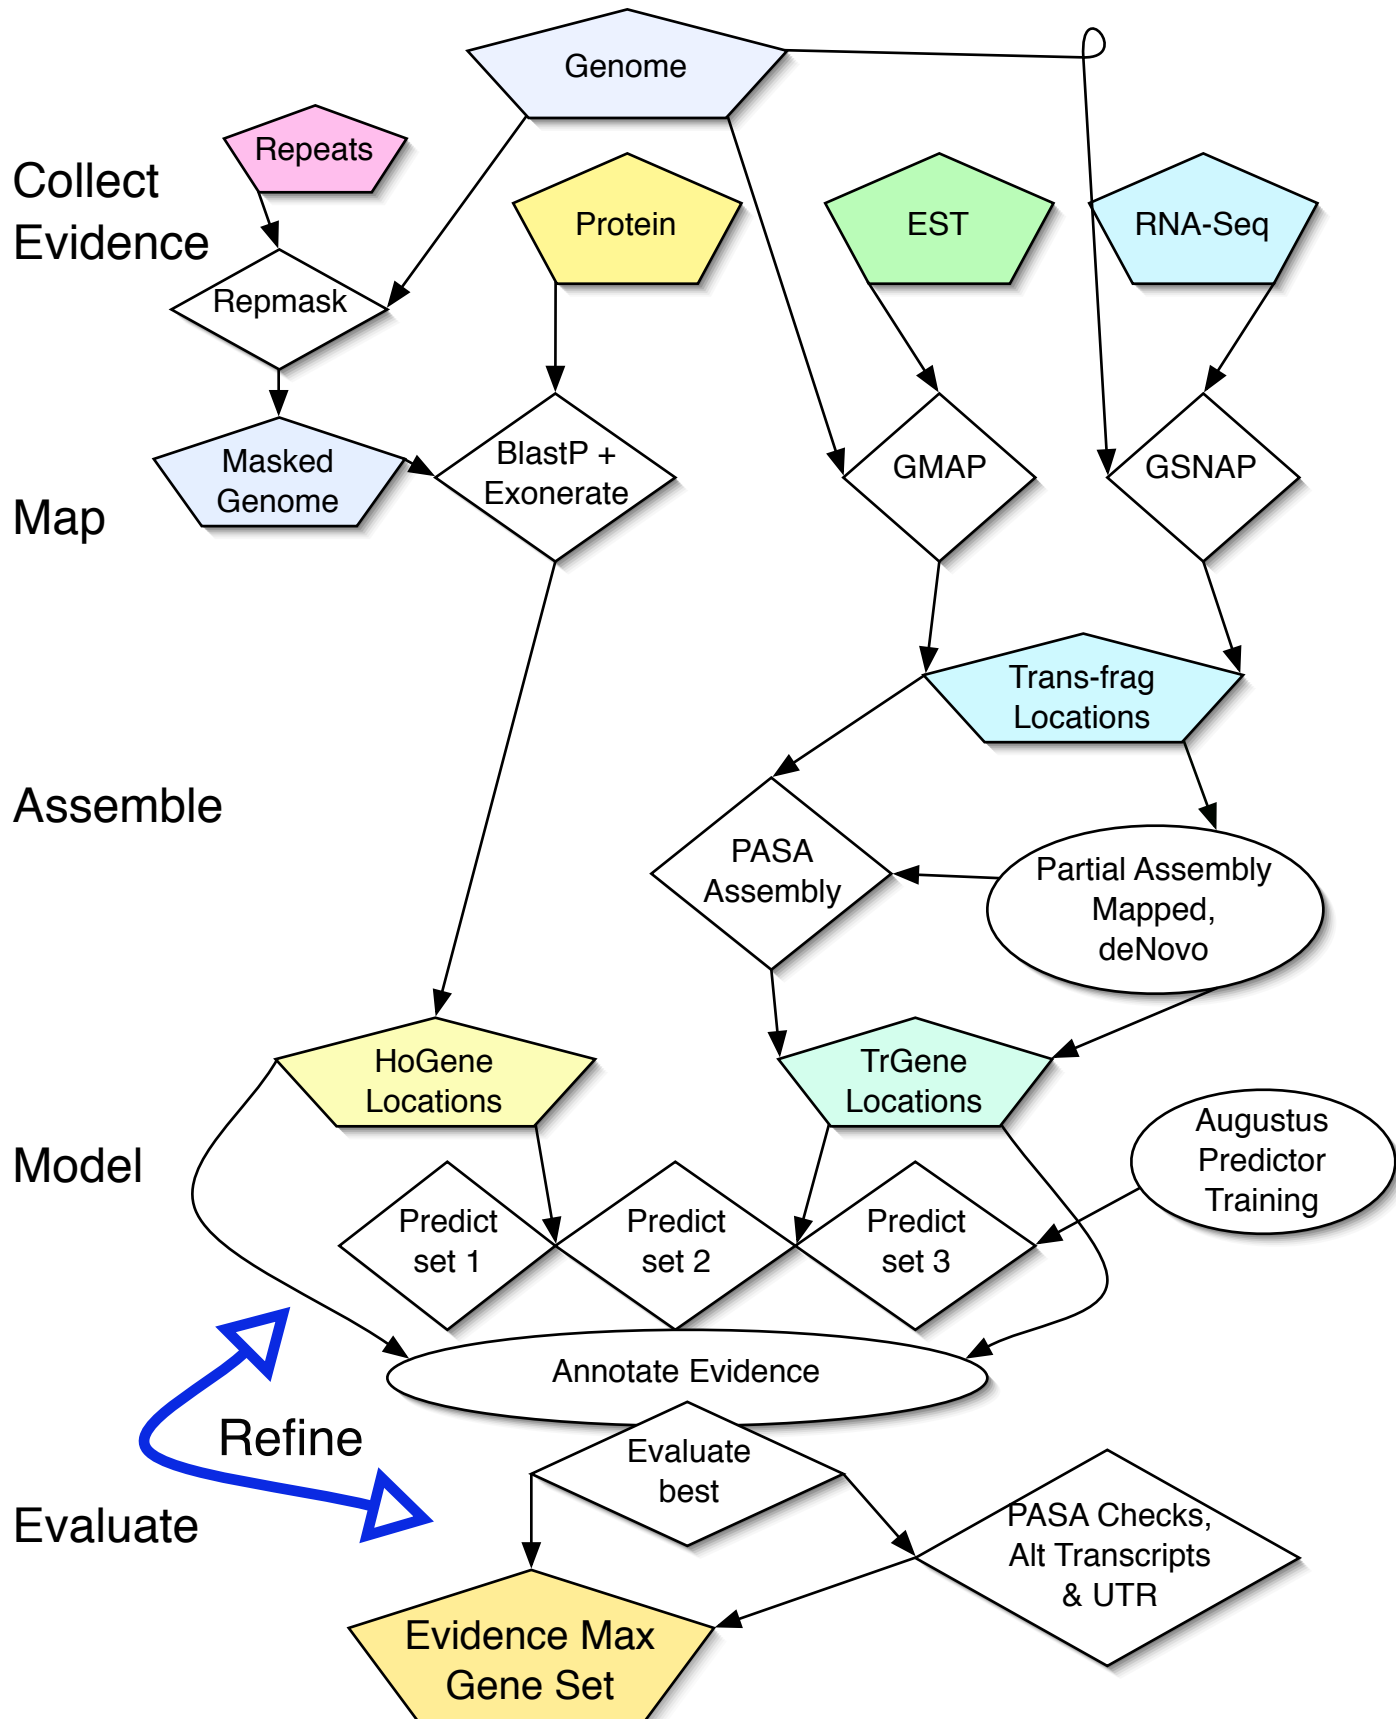 Genome
Repeats
Collect
Evidence
Protein
EST
RNA-Seq
Repmask
Masked
Genome
BlastP +
Exonerate
GMAP
GSNAP
Map
Trans-frag
Locations
Assemble
PASA
Assembly
Partial Assembly
Mapped,
deNovo
HoGene
Locations
TrGene
Locations
Augustus
Predictor
Training
Model
Predict
set 1
Predict
set 2
Predict
set 3
Annotate Evidence
Refine
Evaluate
best
Evaluate
PASA Checks,
Alt Transcripts
& UTR
Evidence Max
Gene Set